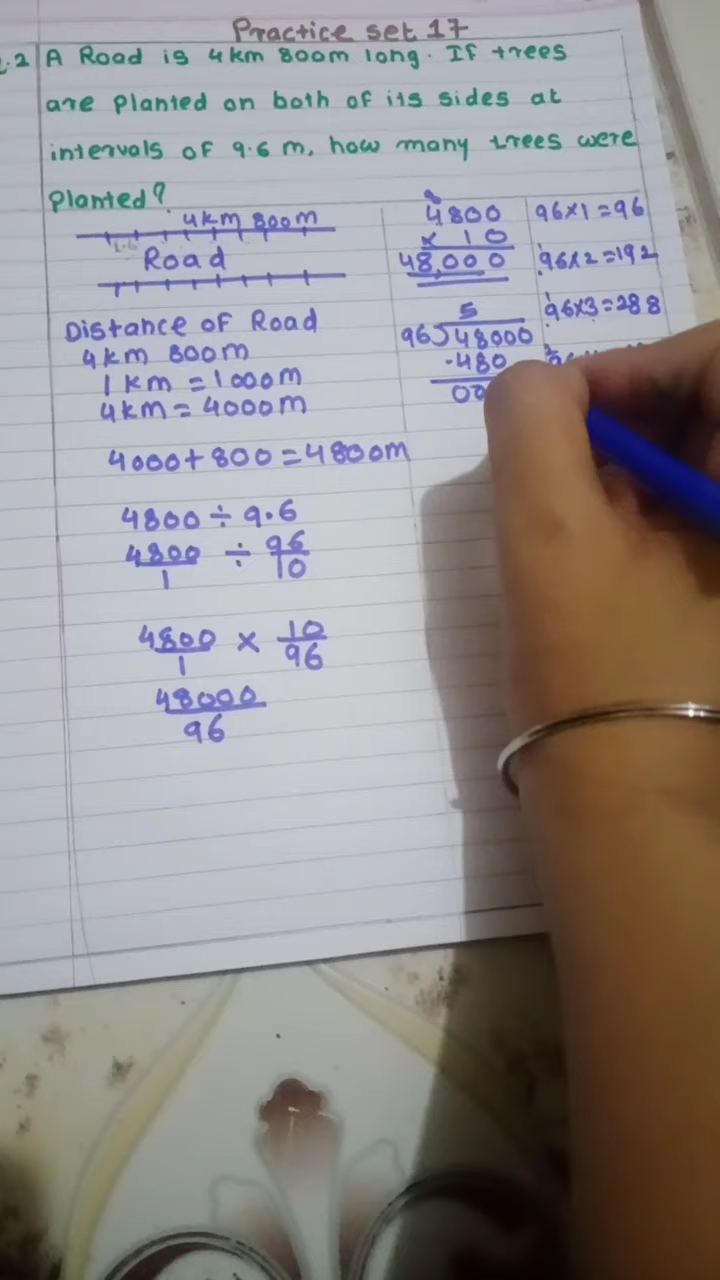 Practice set 17
.2 A Road is 4km 800m long. If trees
are planted on both of its sides at
intervals of 9.6 m, how many trees were
planted?
4km 800m
Road
Distance of Road
4km 800m
1km = 1000m
4km = 4000m
4000 + 800 = 4800m
4800 ÷ 9.6
4800/1 ÷ 96/10
4800/1 × 10/96
48000/96
4800
× 10
48,000
5
96)48000
-480
00
96×1=96
96×2=192
96×3=288